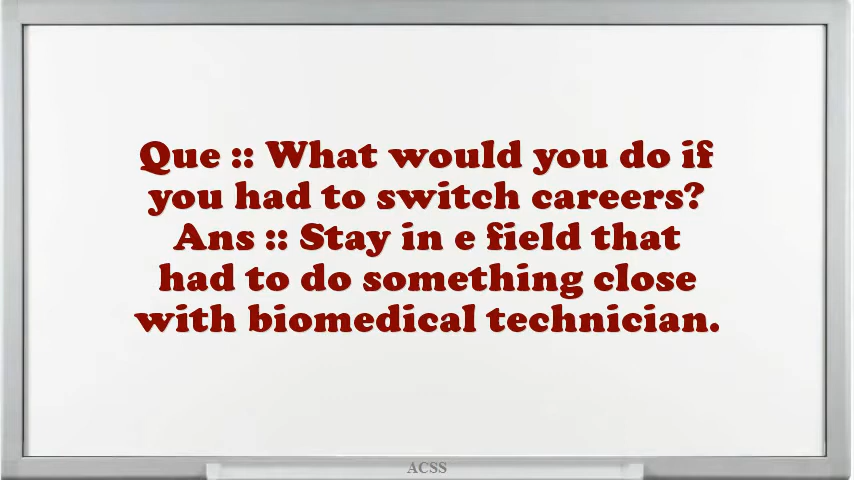 Que :: What would you do if
you had to switch careers?
Ans :: Stay in e field that
had to do something close
with biomedical technician.
ACSS